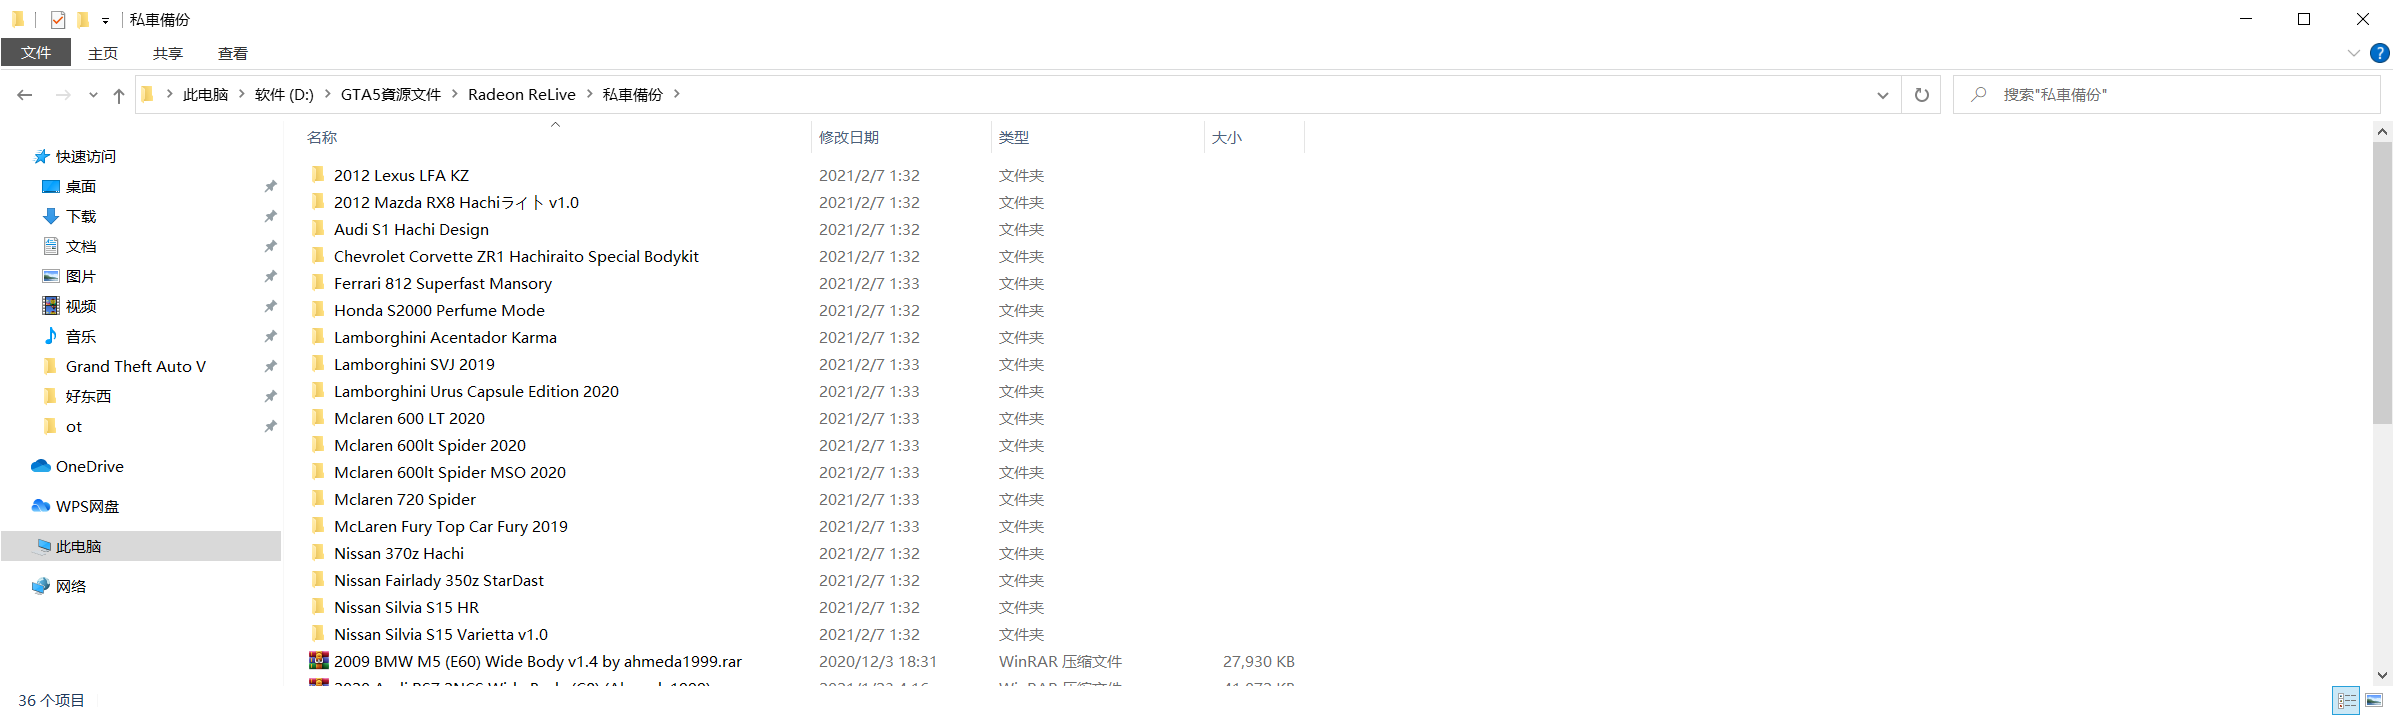 私車備份
文件 主页 共享 查看
此电脑 软件 (D:) GTA5資源文件 Radeon ReLive 私車備份 搜索"私車備份"
名称 修改日期 类型 大小
快速访问
桌面
下载
文档
图片
视频
音乐
Grand Theft Auto V
好东西
ot
OneDrive
WPS网盘
此电脑
网络
2012 Lexus LFA KZ 2021/2/7 1:32 文件夹
2012 Mazda RX8 Hachiライト v1.0 2021/2/7 1:32 文件夹
Audi S1 Hachi Design 2021/2/7 1:32 文件夹
Chevrolet Corvette ZR1 Hachiraito Special Bodykit 2021/2/7 1:32 文件夹
Ferrari 812 Superfast Mansory 2021/2/7 1:33 文件夹
Honda S2000 Perfume Mode 2021/2/7 1:32 文件夹
Lamborghini Acentador Karma 2021/2/7 1:32 文件夹
Lamborghini SVJ 2019 2021/2/7 1:33 文件夹
Lamborghini Urus Capsule Edition 2020 2021/2/7 1:33 文件夹
Mclaren 600 LT 2020 2021/2/7 1:33 文件夹
Mclaren 600lt Spider 2020 2021/2/7 1:33 文件夹
Mclaren 600lt Spider MSO 2020 2021/2/7 1:33 文件夹
Mclaren 720 Spider 2021/2/7 1:33 文件夹
McLaren Fury Top Car Fury 2019 2021/2/7 1:33 文件夹
Nissan 370z Hachi 2021/2/7 1:32 文件夹
Nissan Fairlady 350z StarDast 2021/2/7 1:32 文件夹
Nissan Silvia S15 HR 2021/2/7 1:32 文件夹
Nissan Silvia S15 Varietta v1.0 2021/2/7 1:32 文件夹
2009 BMW M5 (E60) Wide Body v1.4 by ahmeda1999.rar 2020/12/3 18:31 WinRAR 压缩文件 27,930 KB
36 个项目